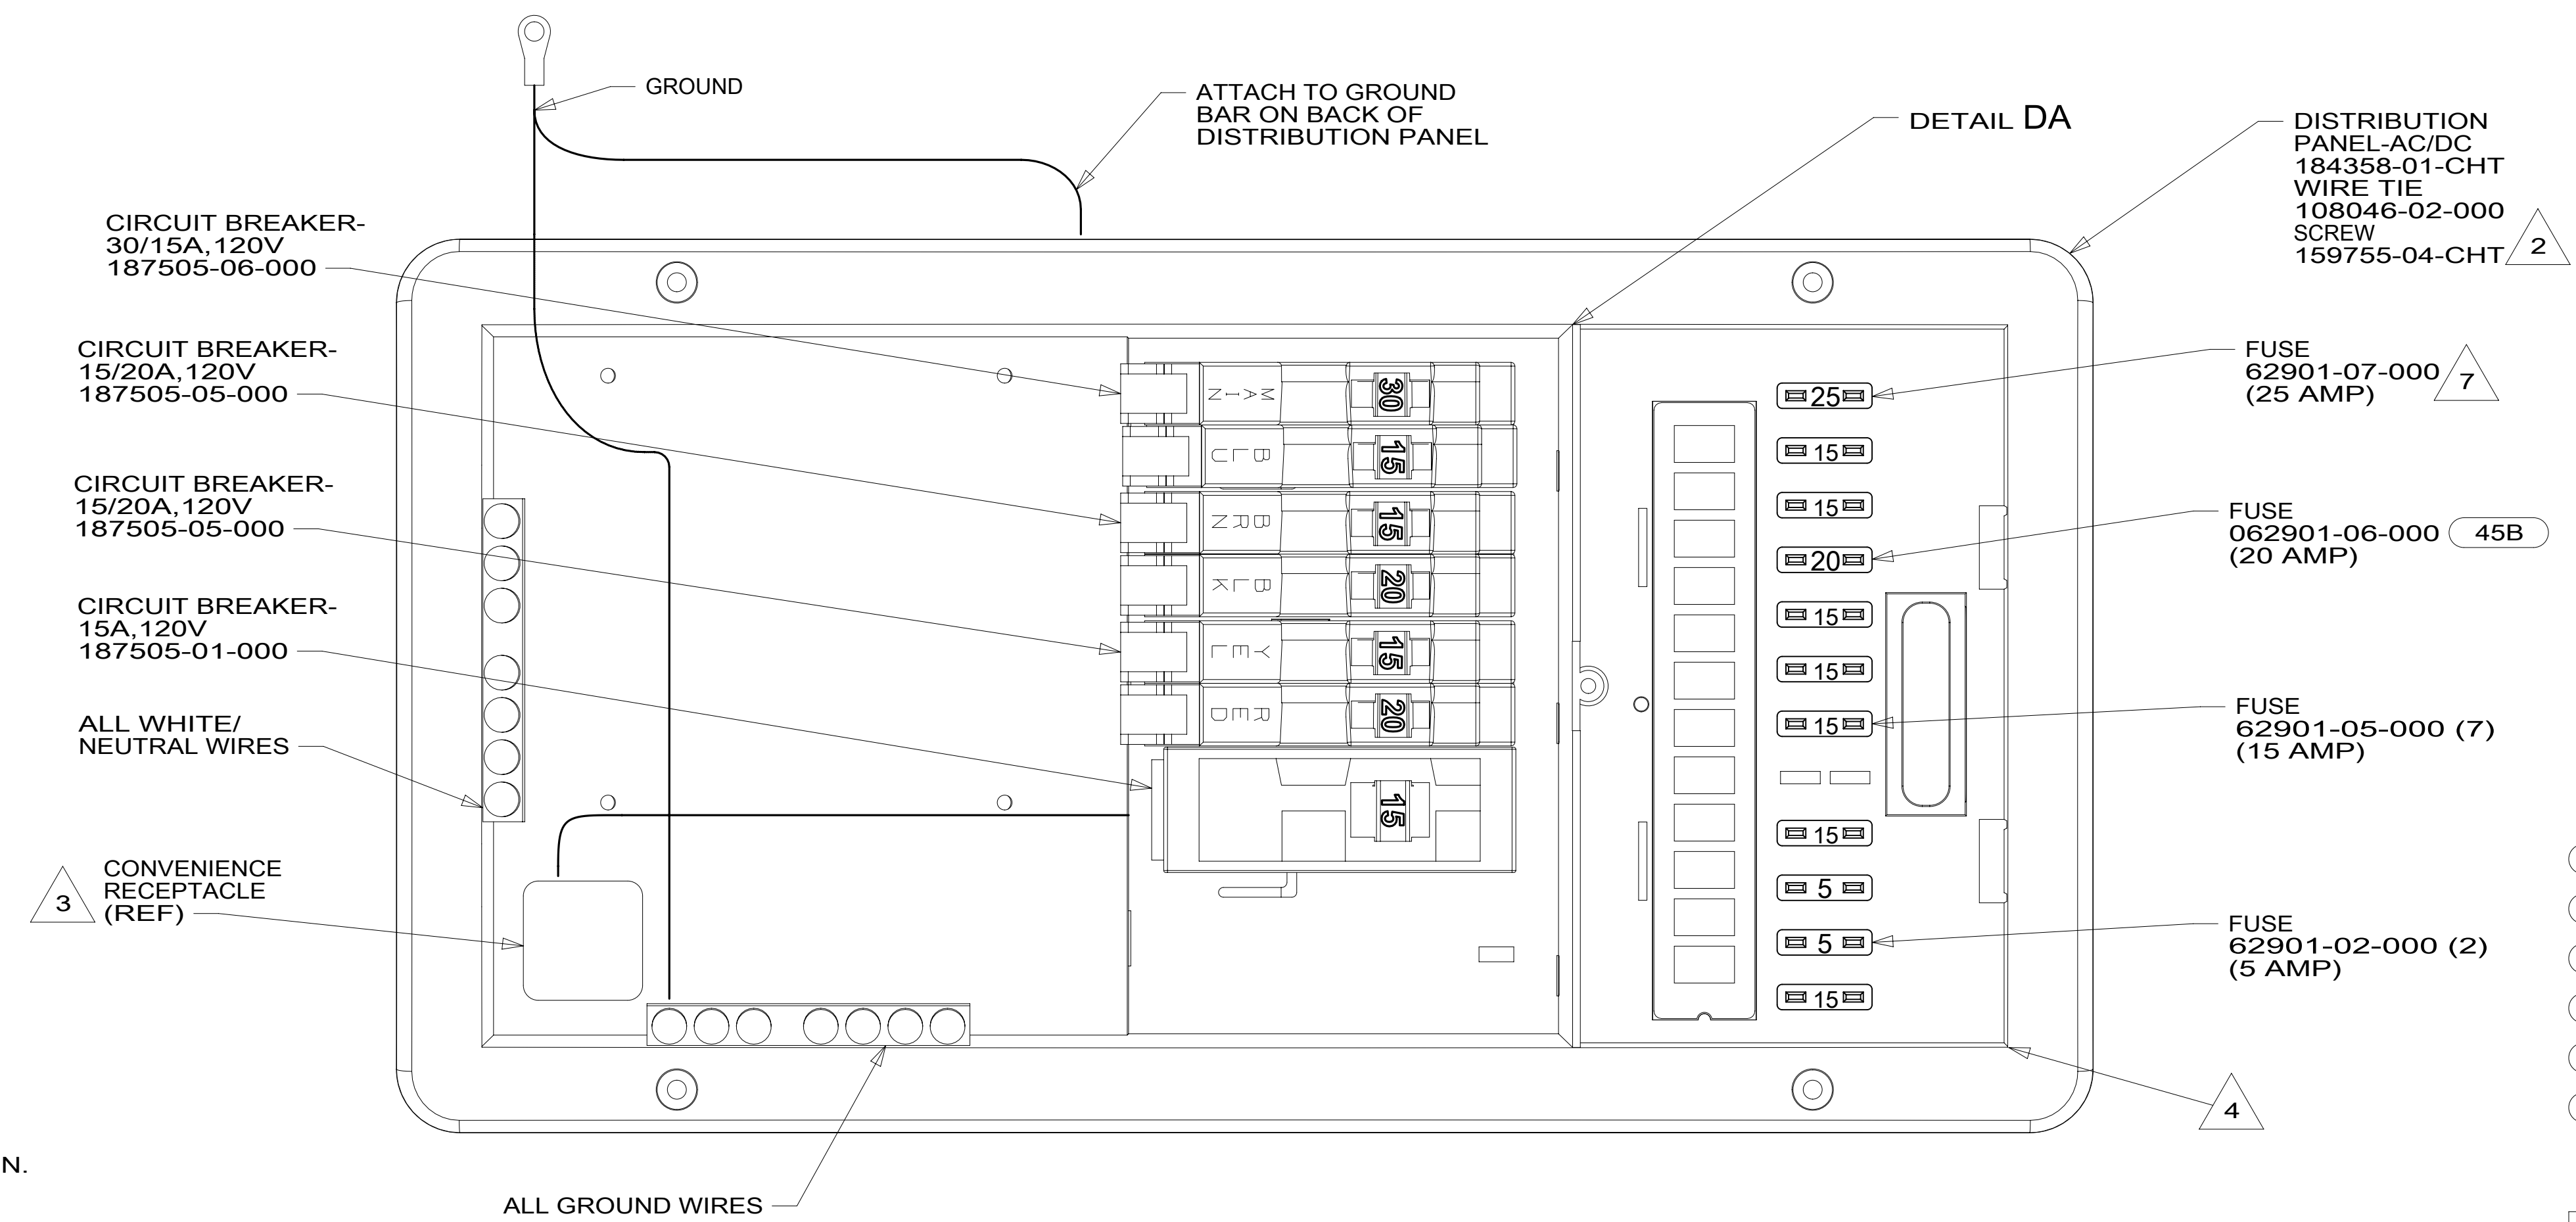 GROUND
ATTACH TO GROUND
BAR ON BACK OF
DISTRIBUTION PANEL
DETAIL DA
DISTRIBUTION
PANEL-AC/DC
184358-01-CHT
WIRE TIE
108046-02-000
SCREW
159755-04-CHT
2
CIRCUIT BREAKER-
30/15A,120V
187505-06-000
CIRCUIT BREAKER-
15/20A,120V
187505-05-000
CIRCUIT BREAKER-
15/20A,120V
187505-05-000
CIRCUIT BREAKER-
15A,120V
187505-01-000
ALL WHITE/
NEUTRAL WIRES
3
CONVENIENCE
RECEPTACLE
(REF)
MAIN
30
BLU
15
BRN
15
BLK
20
YEL
15
RED
20
15
25
15
15
20
15
15
15
15
5
5
15
FUSE
62901-07-000
(25 AMP)
7
FUSE
062901-06-000
(20 AMP)
45B
FUSE
62901-05-000 (7)
(15 AMP)
FUSE
62901-02-000 (2)
(5 AMP)
4
N.
ALL GROUND WIRES